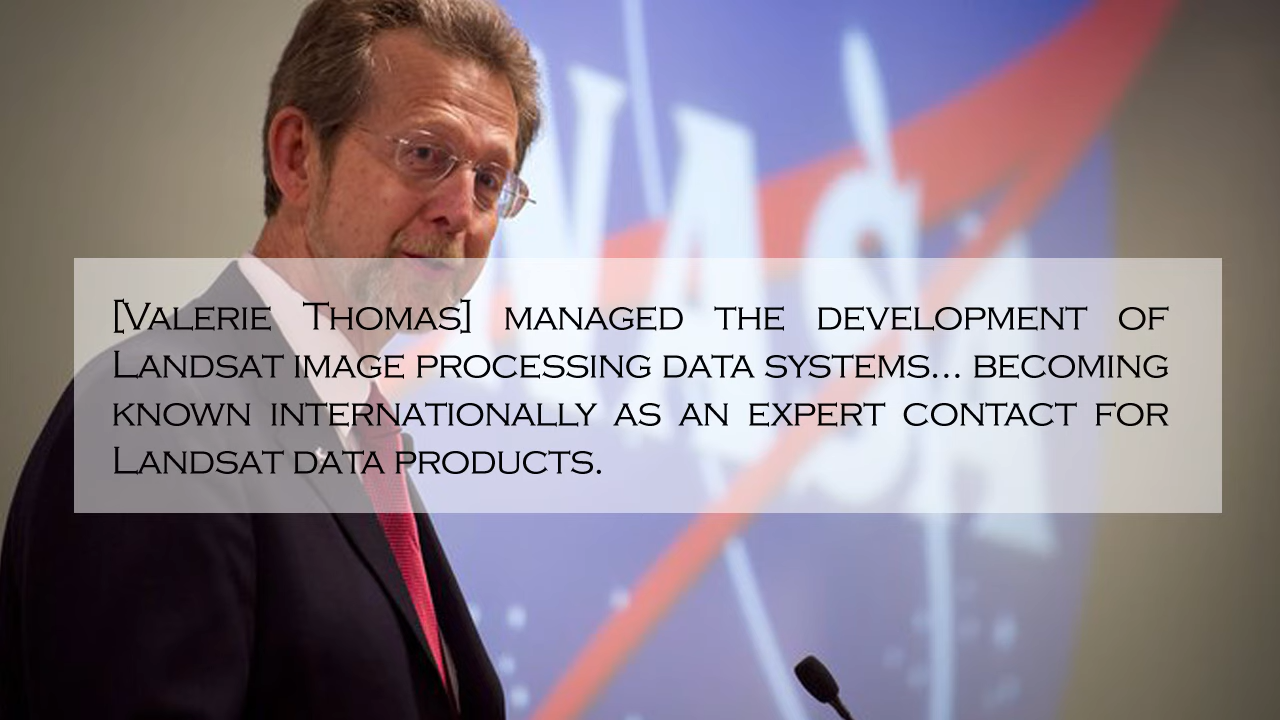 NASA
[Valerie Thomas] managed the development of
Landsat image processing data systems... becoming
known internationally as an expert contact for
Landsat data products.